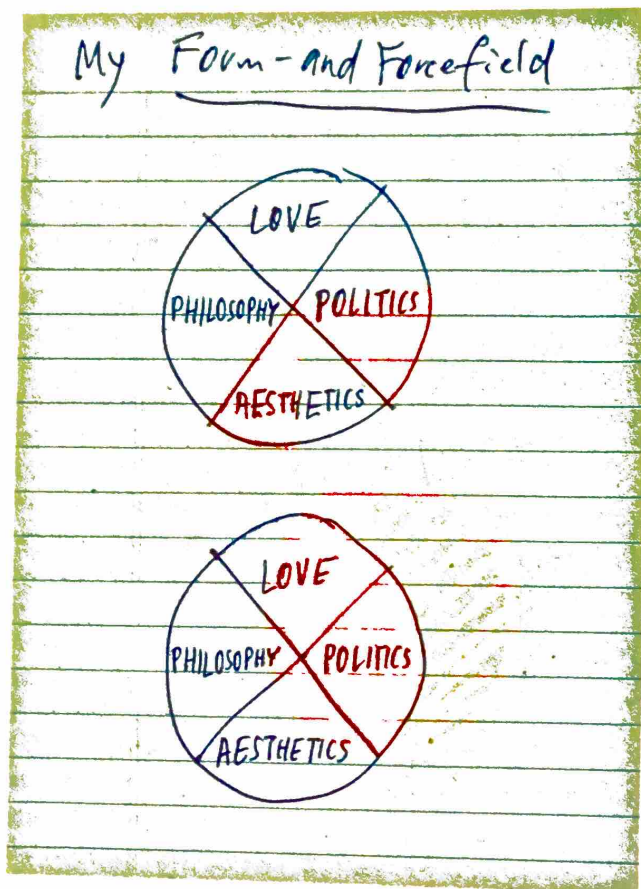 My Form-and Forcefield
LOVE
PHILOSOPHY POLITICS
AESTHETICS
LOVE
PHILOSOPHY POLITICS
AESTHETICS